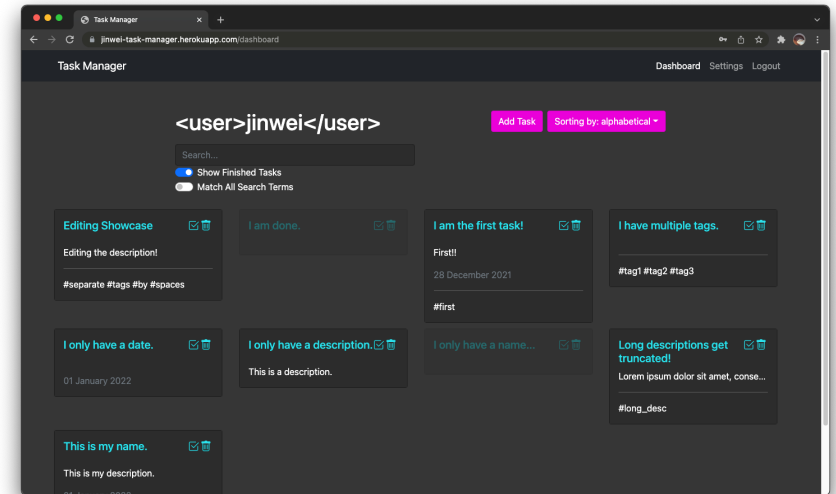 Task Manager
jinwei-task-manager.herokuapp.com/dashboard
Task Manager
Dashboard Settings Logout
<user>jinwei</user>
Add Task
Sorting by: alphabetical
Search...
Show Finished Tasks
Match All Search Terms
Editing Showcase
Editing the description!
#separate #tags #by #spaces
I am done.
I am the first task!
First!!
28 December 2021
#first
I have multiple tags.
#tag1 #tag2 #tag3
I only have a date.
01 January 2022
I only have a description.
This is a description.
I only have a name...
Long descriptions get
truncated!
Lorem ipsum dolor sit amet, conse...
#long_desc
This is my name.
This is my description.